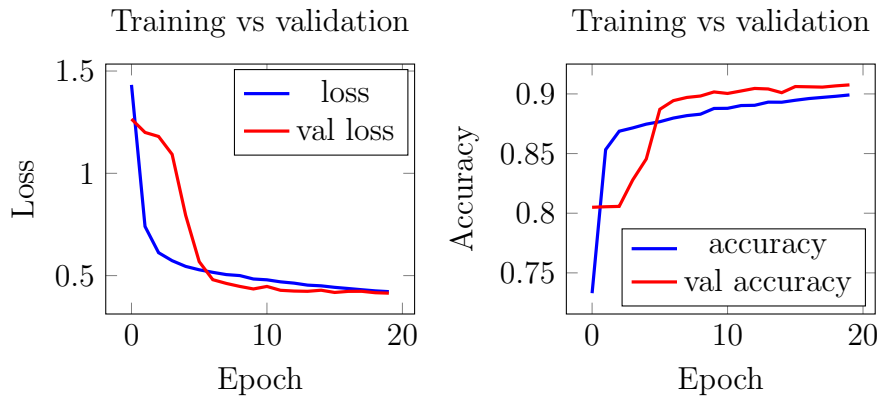 Training vs validation
1.5
1
0.5
0
10
20
Loss
Epoch
loss
val loss
Training vs validation
0.9
0.85
0.8
0.75
0
10
20
Accuracy
Epoch
accuracy
val accuracy